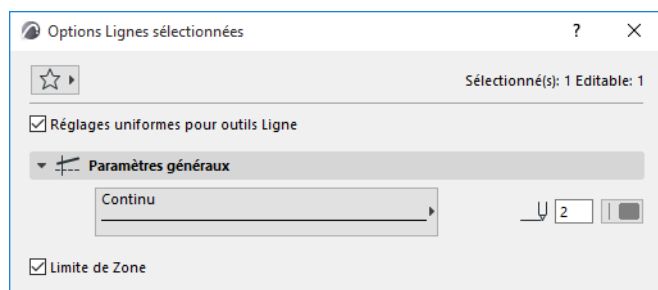 Options Lignes sélectionnées
Sélectionné(s): 1 Editable: 1
Réglages uniformes pour outils Ligne
Paramètres généraux
Continu
2
Limite de Zone